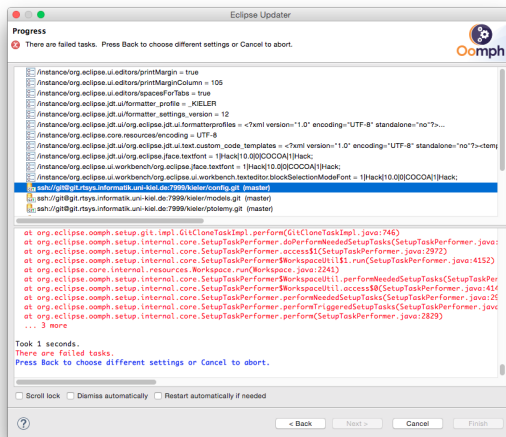 Eclipse Updater
Progress
There are failed tasks. Press Back to choose different settings or Cancel to abort.
Oomph
/instance/org.eclipse.ui.editors/printMargin = true
/instance/org.eclipse.ui.editors/printMarginColumn = 105
/instance/org.eclipse.ui.editors/spacesForTabs = true
/instance/org.eclipse.jdt.ui/formatter_profile = _KIELER
/instance/org.eclipse.jdt.ui/formatter_settings_version = 12
/instance/org.eclipse.jdt.ui/org.eclipse.jdt.ui.formatterprofiles = <?xml version="1.0" encoding="UTF-8" standalone="no"?>...
/instance/org.eclipse.core.resources/encoding = UTF-8
/instance/org.eclipse.jdt.ui/org.eclipse.jdt.ui.text.custom_code_templates = <?xml version="1.0" encoding="UTF-8" standalone="no"?><temp
/instance/org.eclipse.jdt.ui/org.eclipse.jface.textfont = 1|Hack|10.0|0|COCOA|1|Hack;
/instance/org.eclipse.ui.workbench/org.eclipse.jface.textfont = 1|Hack|10.0|0|COCOA|1|Hack;
/instance/org.eclipse.ui.workbench/org.eclipse.ui.workbench.texteditor.blockSelectionModeFont = 1|Hack|10.0|0|COCOA|1|Hack;
ssh://git@git.rtsys.informatik.uni-kiel.de:7999/kieler/config.git (master)
ssh://git@git.rtsys.informatik.uni-kiel.de:7999/kieler/models.git (master)
ssh://git@git.rtsys.informatik.uni-kiel.de:7999/kieler/ptolemy.git (master)
at org.eclipse.oomph.setup.git.impl.GitCloneTaskImpl.perform(GitCloneTaskImpl.java:746)
at org.eclipse.oomph.setup.internal.core.SetupTaskPerformer.doPerformNeededSetupTasks(SetupTaskPerformer.java:
at org.eclipse.oomph.setup.internal.core.SetupTaskPerformer.access$1(SetupTaskPerformer.java:2972)
at org.eclipse.oomph.setup.internal.core.SetupTaskPerformer$WorkspaceUtil$1.run(SetupTaskPerformer.java:4152)
at org.eclipse.core.internal.resources.Workspace.run(Workspace.java:2241)
at org.eclipse.oomph.setup.internal.core.SetupTaskPerformer$WorkspaceUtil.performNeededSetupTasks(SetupTaskPer
at org.eclipse.oomph.setup.internal.core.SetupTaskPerformer$WorkspaceUtil.access$0(SetupTaskPerformer.java:414
at org.eclipse.oomph.setup.internal.core.SetupTaskPerformer.performNeededSetupTasks(SetupTaskPerformer.java:29
at org.eclipse.oomph.setup.internal.core.SetupTaskPerformer.performTriggeredSetupTasks(SetupTaskPerformer.java
at org.eclipse.oomph.setup.internal.core.SetupTaskPerformer.perform(SetupTaskPerformer.java:2829)
... 3 more
Took 1 seconds.
There are failed tasks.
Press Back to choose different settings or Cancel to abort.
Scroll lock Dismiss automatically Restart automatically if needed
? < Back Next > Cancel Finish